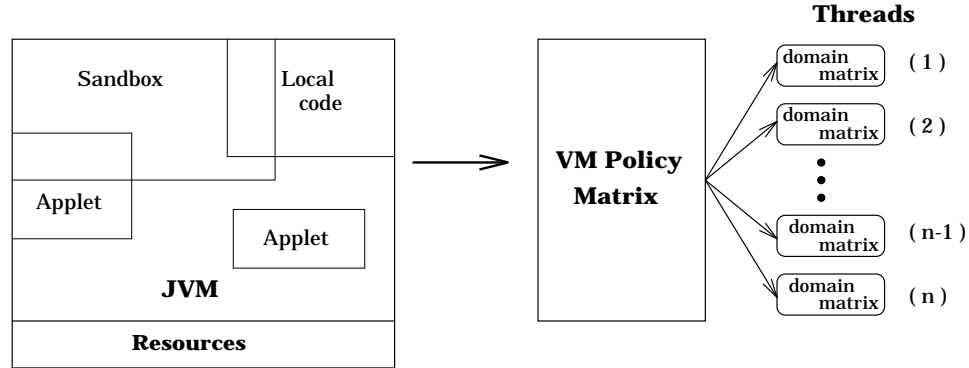 Sandbox
Local
code
Applet
Applet
JVM
Resources
VM Policy
Matrix
Threads
domain
matrix
( 1 )
domain
matrix
( 2 )
domain
matrix
( n-1 )
domain
matrix
( n )